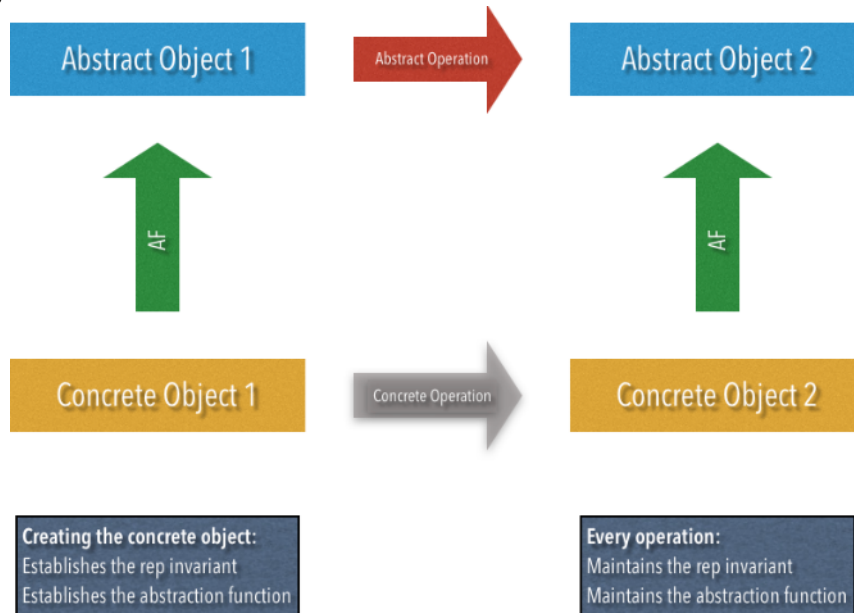 Abstract Object 1
Abstract Operation
Abstract Object 2
AF
AF
Concrete Object 1
Concrete Operation
Concrete Object 2
Creating the concrete object:
Establishes the rep invariant
Establishes the abstraction function
Every operation:
Maintains the rep invariant
Maintains the abstraction function